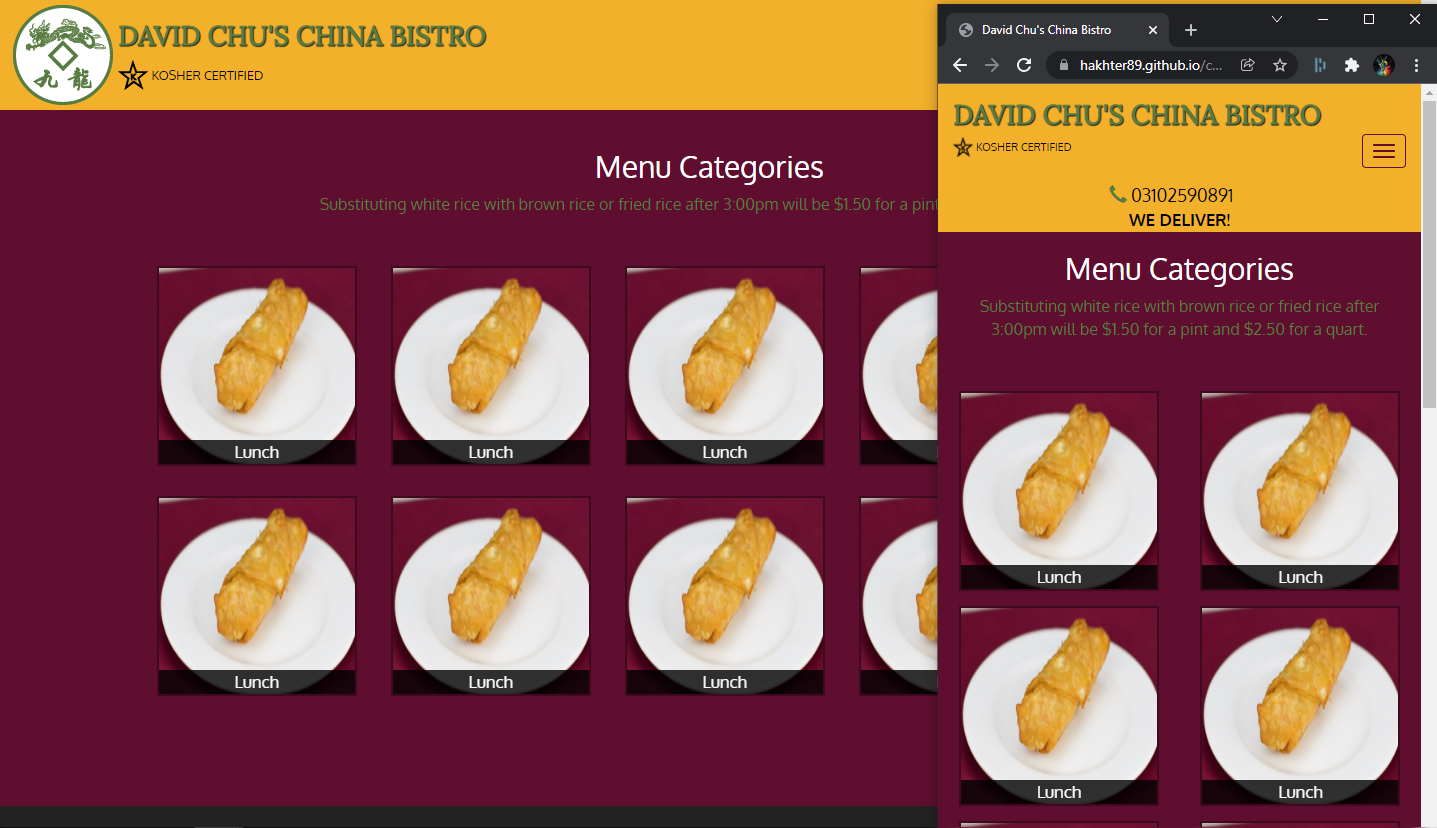 九 龍
DAVID CHU'S CHINA BISTRO
K
KOSHER CERTIFIED
Menu Categories
Substituting white rice with brown rice or fried rice after 3:00pm will be $1.50 for a pint
Lunch
Lunch
Lunch
Lunch
Lunch
Lunch
David Chu's China Bistro
hakhter89.github.io/c...
DAVID CHU'S CHINA BISTRO
K
KOSHER CERTIFIED
03102590891
WE DELIVER!
Menu Categories
Substituting white rice with brown rice or fried rice after
3:00pm will be $1.50 for a pint and $2.50 for a quart.
Lunch
Lunch
Lunch
Lunch